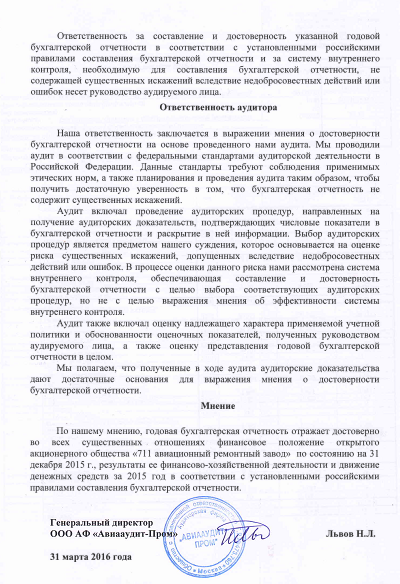 Ответственность за составление и достоверность указанной годовой
бухгалтерской отчетности в соответствии с установленными российскими
правилами составления бухгалтерской отчетности и за систему внутреннего
контроля, необходимую для составления бухгалтерской отчетности, не
содержащей существенных искажений вследствие недобросовестных действий или
ошибок несет руководство аудируемого лица.
Ответственность аудитора
Наша ответственность заключается в выражении мнения о достоверности
бухгалтерской отчетности на основе проведенного нами аудита. Мы проводили
аудит в соответствии с федеральными стандартами аудиторской деятельности в
Российской Федерации. Данные стандарты требуют соблюдения применимых
этических норм, а также планирования и проведения аудита таким образом, чтобы
получить достаточную уверенность в том, что бухгалтерская отчетность не
содержит существенных искажений.
Аудит включал проведение аудиторских процедур, направленных на
получение аудиторских доказательств, подтверждающих числовые показатели в
бухгалтерской отчетности и раскрытие в ней информации. Выбор аудиторских
процедур является предметом нашего суждения, которое основывается на оценке
риска существенных искажений, допущенных вследствие недобросовестных
действий или ошибок. В процессе оценки данного риска нами рассмотрена система
внутреннего контроля, обеспечивающая составление и достоверность
бухгалтерской отчетности с целью выбора соответствующих аудиторских
процедур, но не с целью выражения мнения об эффективности системы
внутреннего контроля.
Аудит также включал оценку надлежащего характера применяемой учетной
политики и обоснованности оценочных показателей, полученных руководством
аудируемого лица, а также оценку представления годовой бухгалтерской
отчетности в целом.
Мы полагаем, что полученные в ходе аудита аудиторские доказательства
дают достаточные основания для выражения мнения о достоверности
бухгалтерской отчетности.
Мнение
По нашему мнению, годовая бухгалтерская отчетность отражает достоверно
во всех существенных отношениях финансовое положение открытого
акционерного общества «711 авиационный ремонтный завод» по состоянию на 31
декабря 2015 г., результаты ее финансово-хозяйственной деятельности и движение
денежных средств за 2015 год в соответствии с установленными российскими
правилами составления бухгалтерской отчетности.
Генеральный директор
ООО АФ «Авиааудит-Пром»
Львов Н.Л.
"АВИААУДИТ
ПРОМ"
Москва
31 марта 2016 года